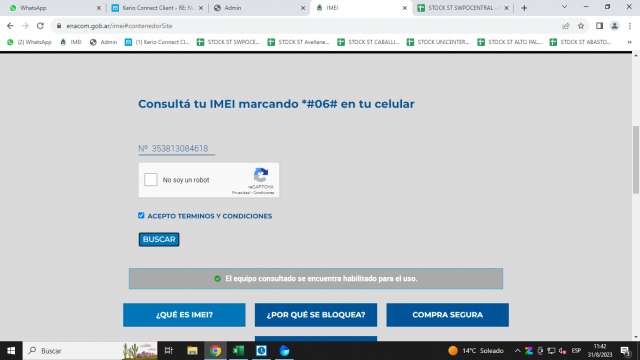 WhatsApp
Kerio Connect Client - RE: N
Admin
IMEI
STOCK ST SWPOCENTRAL -
enacom.gob.ar/imei#contenedorSite
(2) WhatsApp
IMEI
Admin
(1) Kerio Connect Cl...
STOCK ST SWPOCE...
STOCK ST Avellane...
STOCK ST CABALLI...
STOCK UNICENTER...
STOCK ST ALTO PAL...
STOCK ST ABASTO...
Consultá tu IMEI marcando *#06# en tu celular
Nº 353813084618
No soy un robot
reCAPTCHA
Privacidad - Condiciones
ACEPTO TERMINOS Y CONDICIONES
BUSCAR
El equipo consultado se encuentra habilitado para el uso.
¿QUÉ ES IMEI?
¿POR QUÉ SE BLOQUEA?
COMPRA SEGURA
Buscar
14°C Soleado
ESP
11:42
31/8/2023